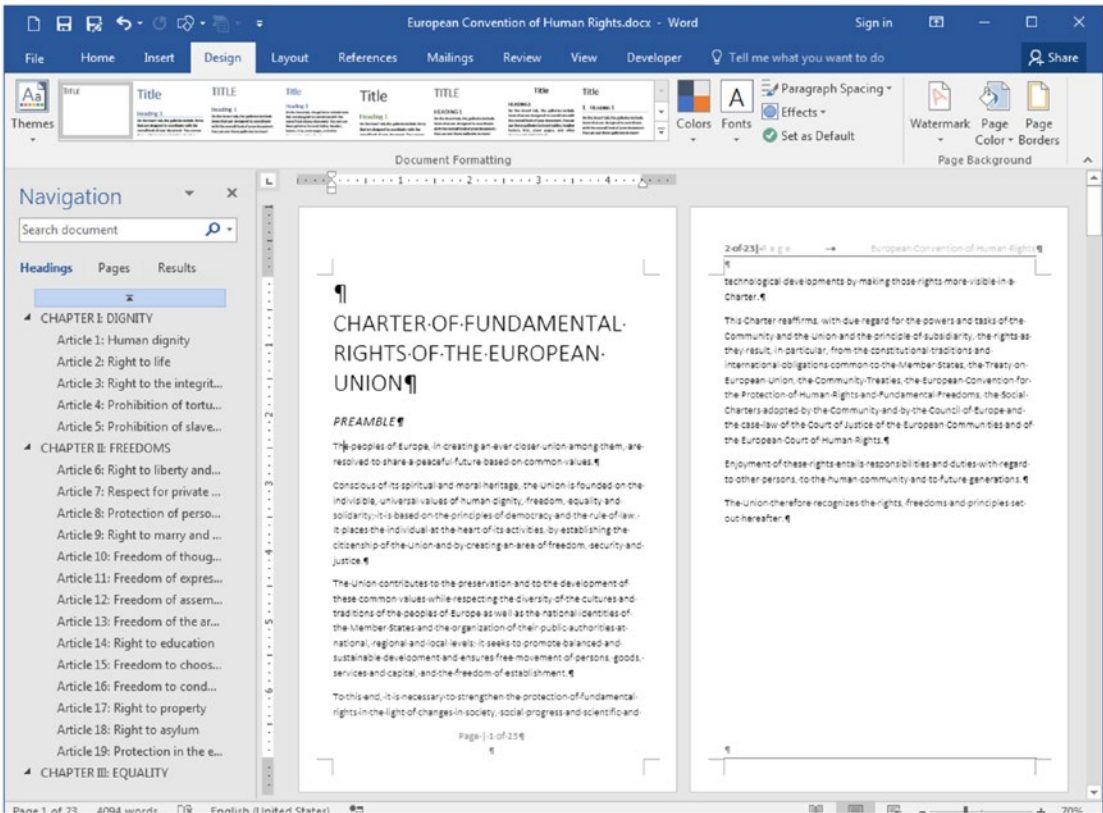 European Convention of Human Rights.docx - Word
Sign in
File Home Insert Design Layout References Mailings Review View Developer Tell me what you want to do Share
Themes
Title Title TITLE Title Title TITLE Title Title
Colors
Fonts
Paragraph Spacing
Effects
Set as Default
Watermark
Page Color
Page Borders
Document Formatting
Page Background
Navigation
Search document
Headings Pages Results
CHAPTER I: DIGNITY
Article 1: Human dignity
Article 2: Right to life
Article 3: Right to the integrit...
Article 4: Prohibition of tortu...
Article 5: Prohibition of slave...
CHAPTER II: FREEDOMS
Article 6: Right to liberty and...
Article 7: Respect for private ...
Article 8: Protection of perso...
Article 9: Right to marry and ...
Article 10: Freedom of thoug...
Article 11: Freedom of expres...
Article 12: Freedom of assem...
Article 13: Freedom of the ar...
Article 14: Right to education
Article 15: Freedom to choos...
Article 16: Freedom to cond...
Article 17: Right to property
Article 18: Right to asylum
Article 19: Protection in the e...
CHAPTER III: EQUALITY
CHARTER OF FUNDAMENTAL
RIGHTS OF THE EUROPEAN
UNION
PREAMBLE
The peoples of Europe, in creating an ever closer union among them, are
resolved to share a peaceful future based on common values.
Conscious of its spiritual and moral heritage, the Union is founded on the
indivisible, universal values of human dignity, freedom, equality and
solidarity; it is based on the principles of democracy and the rule of law.
It places the individual at the heart of its activities, by establishing the
citizenship of the Union and by creating an area of freedom, security and
justice.
The Union contributes to the preservation and to the development of
these common values while respecting the diversity of the cultures and
traditions of the peoples of Europe as well as the national identities of
the Member States and the organization of their public authorities at
national, regional and local levels; it seeks to promote balanced and
sustainable development and ensures free movement of persons, goods,
services and capital, and the freedom of establishment.
To this end, it is necessary to strengthen the protection of fundamental
rights in the light of changes in society, social progress and scientific and
Page | 1 of 23
2 of 23 | P a g e → European Convention of Human Rights
technological developments by making those rights more visible in a
Charter.
This Charter reaffirms, with due regard for the powers and tasks of the
Community and the Union and the principle of subsidiarity, the rights as
they result, in particular, from the constitutional traditions and
international obligations common to the Member States, the Treaty on
European Union, the Community Treaties, the European Convention for
the Protection of Human Rights and Fundamental Freedoms, the Social
Charters adopted by the Community and by the Council of Europe and
the case-law of the Court of Justice of the European Communities and of
the European Court of Human Rights.
Enjoyment of these rights entails responsibilities and duties with regard
to other persons, to the human community and to future generations.
The Union therefore recognizes the rights, freedoms and principles set
out hereafter.
Page 1 of 23 4094 words English (United States) 70%